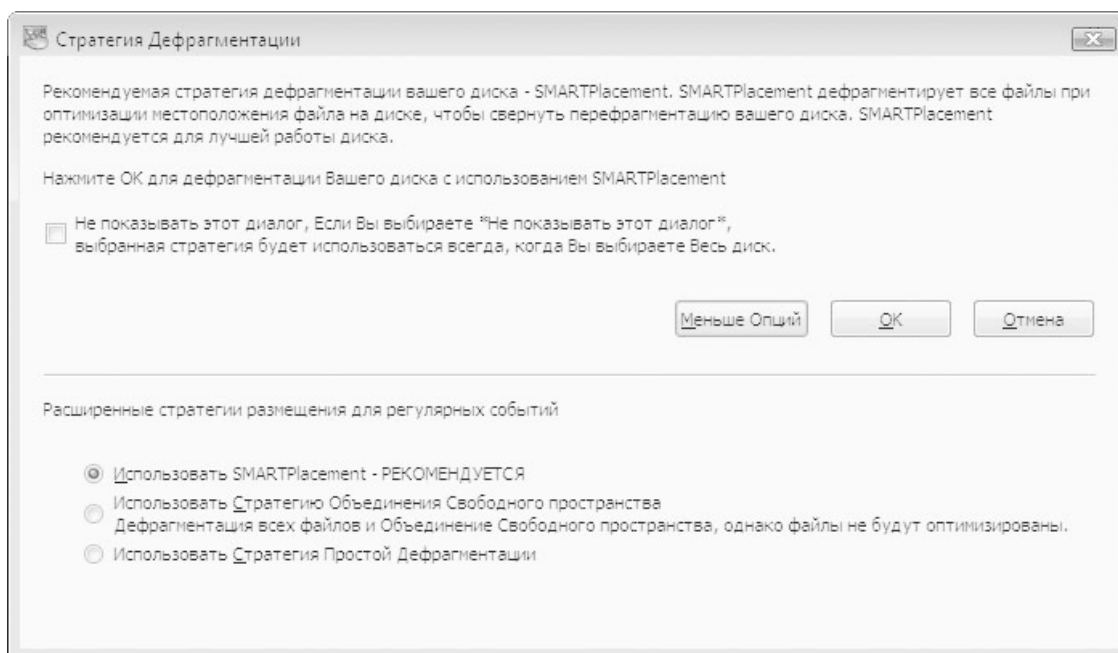 Стратегия Дефрагментации
Рекомендуемая стратегия дефрагментации вашего диска - SMARTPlacement. SMARTPlacement дефрагментирует все файлы при
оптимизации местоположения файла на диске, чтобы свернуть перефрагментацию вашего диска. SMARTPlacement
рекомендуется для лучшей работы диска.
Нажмите ОК для дефрагментации Вашего диска с использованием SMARTPlacement
Не показывать этот диалог, Если Вы выбираете "Не показывать этот диалог",
выбранная стратегия будет использоваться всегда, когда Вы выбираете Весь диск.
Меньше Опций
ОК
Отмена
Расширенные стратегии размещения для регулярных событий
Использовать SMARTPlacement - РЕКОМЕНДУЕТСЯ
Использовать Стратегию Объединения Свободного пространства
Дефрагментация всех файлов и Объединение Свободного пространства, однако файлы не будут оптимизированы.
Использовать Стратегия Простой Дефрагментации